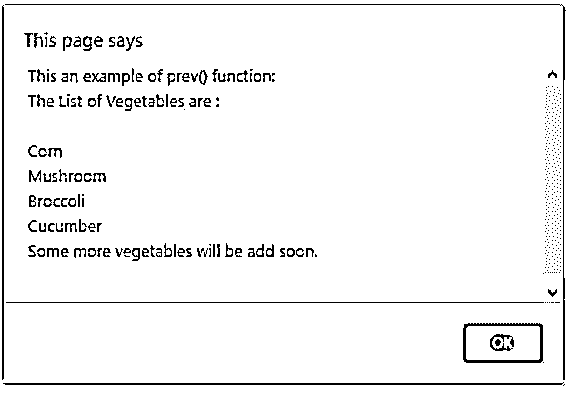 This page says
This an example of prev() function:
The List of Vegetables are :
Corn
Mushroom
Broccoli
Cucumber
Some more vegetables will be add soon.
OK